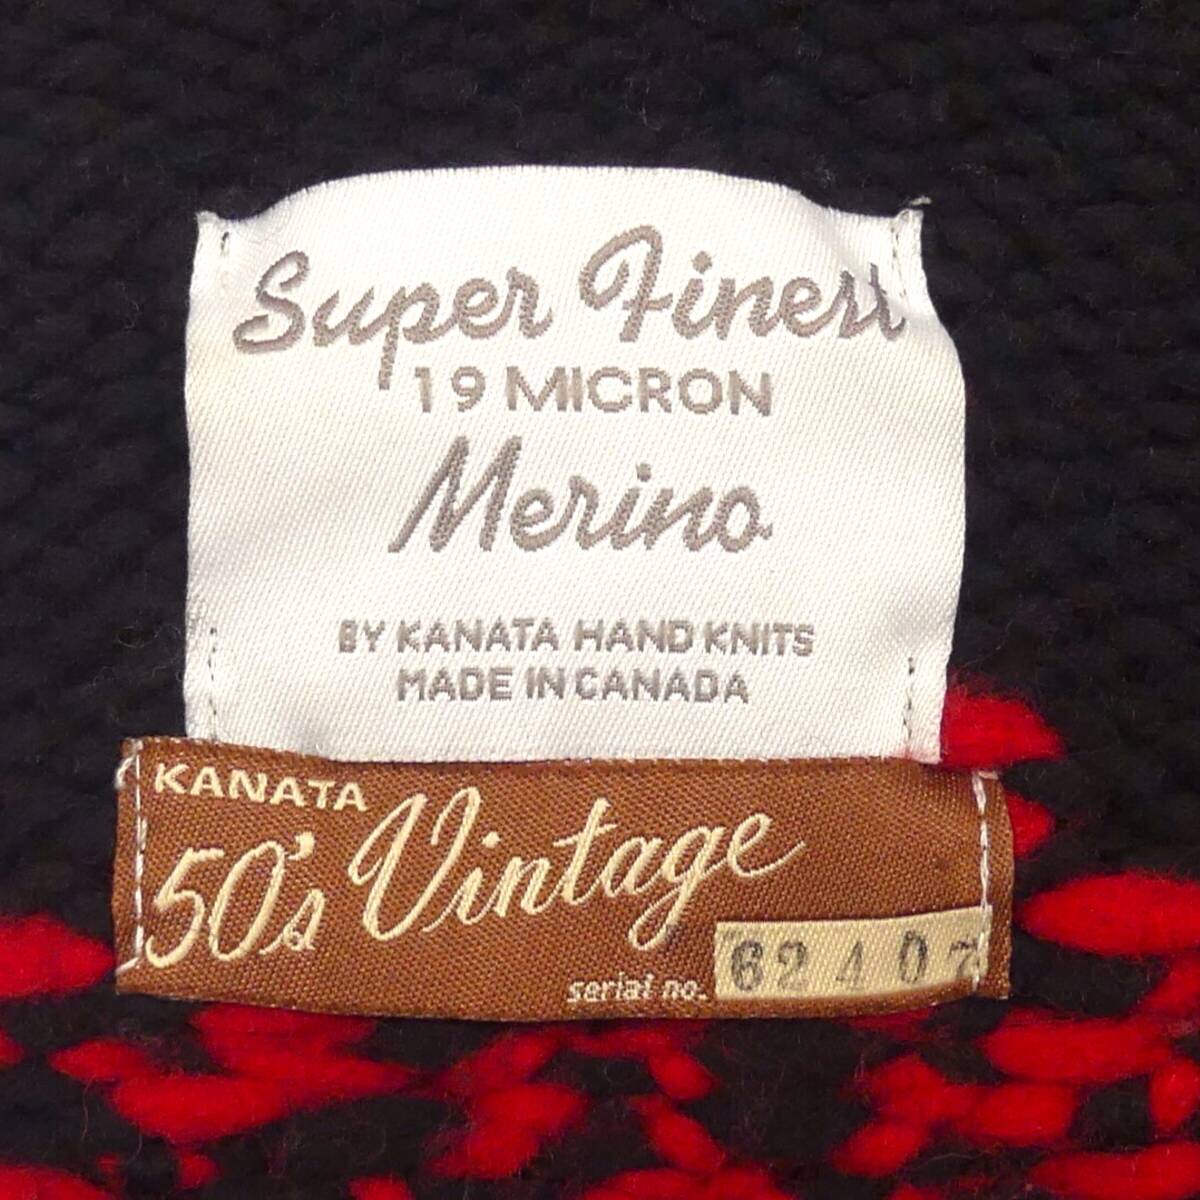 Super Finest
19 MICRON
Merino
BY KANATA HAND KNITS
MADE IN CANADA
KANATA
50's Vintage
serial no. 62407